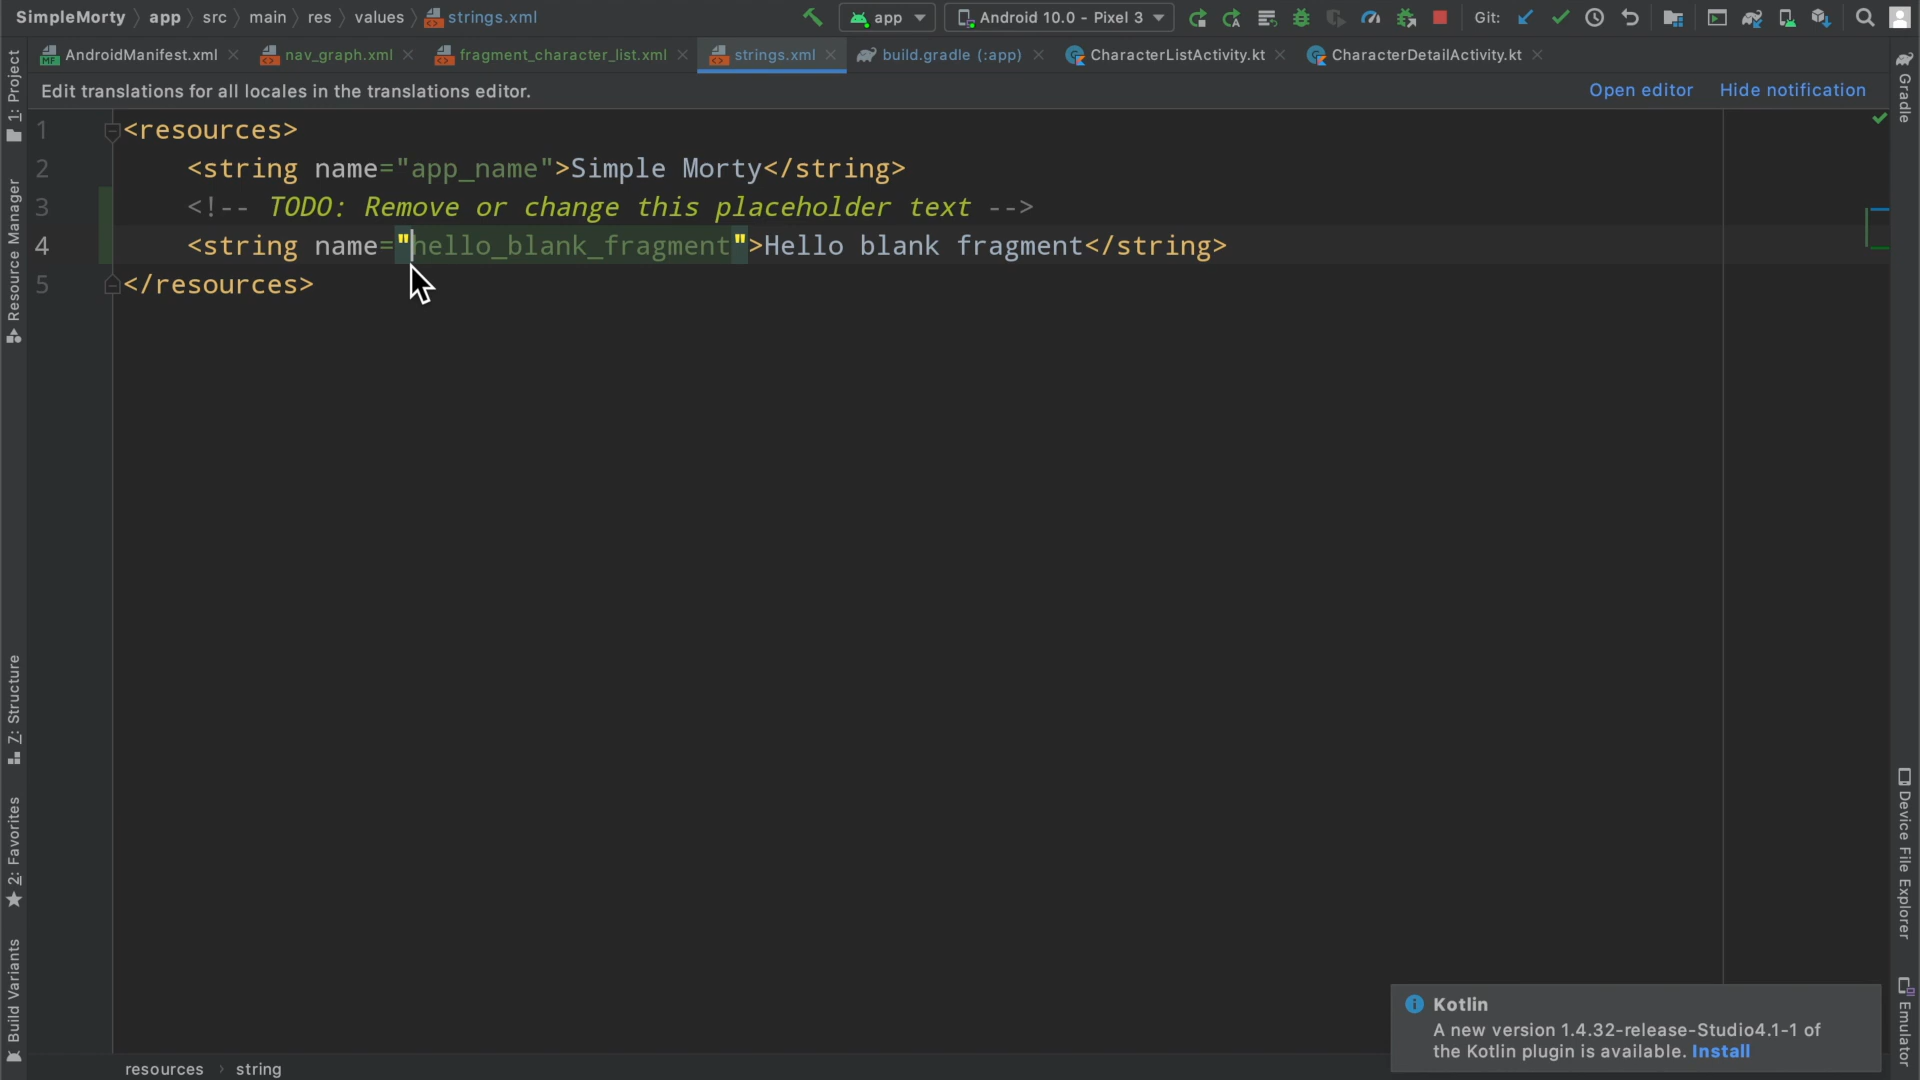 SimpleMorty app src main res values strings.xml app Android 10.0 - Pixel 3 Git:
AndroidManifest.xml nav_graph.xml fragment_character_list.xml strings.xml build.gradle (:app) CharacterListActivity.kt CharacterDetailActivity.kt
Edit translations for all locales in the translations editor. Open editor Hide notification
1 <resources>
2 <string name="app_name">Simple Morty</string>
3 <!-- TODO: Remove or change this placeholder text -->
4 <string name="hello_blank_fragment">Hello blank fragment</string>
5 </resources>
1: Project
Resource Manager
Z: Structure
2: Favorites
Build Variants
Gradle
Device File Explorer
Emulator
Kotlin
A new version 1.4.32-release-Studio4.1-1 of
the Kotlin plugin is available. Install
resources string